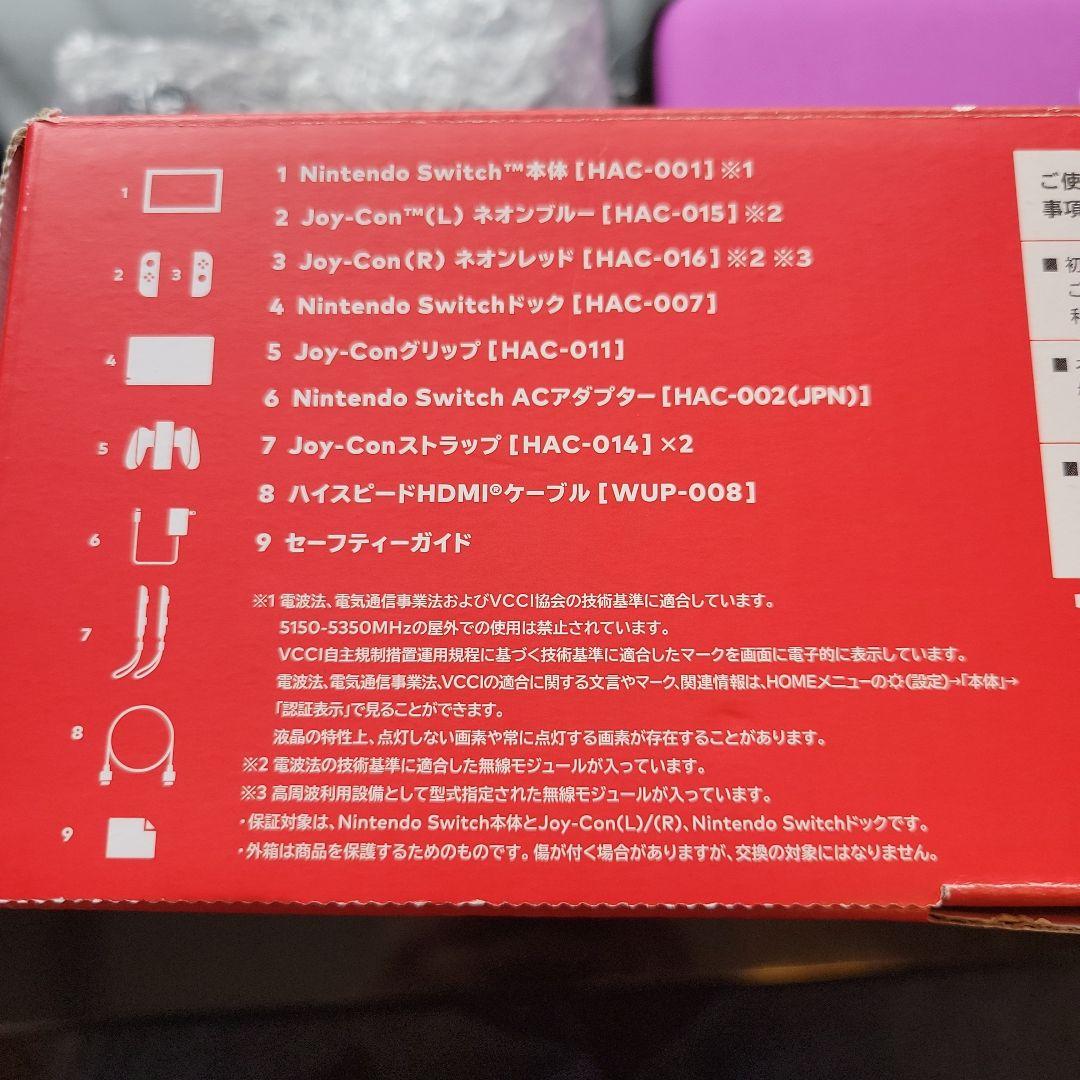 1 Nintendo Switch™本体 [HAC-001] ※1
2 Joy-Con™(L) ネオンブルー [HAC-015] ※2
3 Joy-Con(R) ネオンレッド [HAC-016] ※2 ※3
4 Nintendo Switchドック [HAC-007]
5 Joy-Conグリップ [HAC-011]
6 Nintendo Switch ACアダプター [HAC-002(JPN)]
7 Joy-Conストラップ [HAC-014] ×2
8 ハイスピードHDMI®ケーブル [WUP-008]
9 セーフティーガイド
※1 電波法、電気通信事業法およびVCCI協会の技術基準に適合しています。
5150-5350MHzの屋外での使用は禁止されています。
VCCI自主規制措置運用規程に基づく技術基準に適合したマークを画面に電子的に表示しています。
電波法、電気通信事業法、VCCIの適合に関する文言やマーク、関連情報は、HOMEメニューの(設定)→「本体」→
「認証表示」で見ることができます。
液晶の特性上、点灯しない画素や常に点灯する画素が存在することがあります。
※2 電波法の技術基準に適合した無線モジュールが入っています。
※3 高周波利用設備として型式指定された無線モジュールが入っています。
・保証対象は、Nintendo Switch本体とJoy-Con(L)/(R)、Nintendo Switchドックです。
・外箱は商品を保護するためのものです。傷が付く場合がありますが、交換の対象にはなりません。
1
2 3
4
5
6
7
8
9
ご使
事項
■ 初
ご